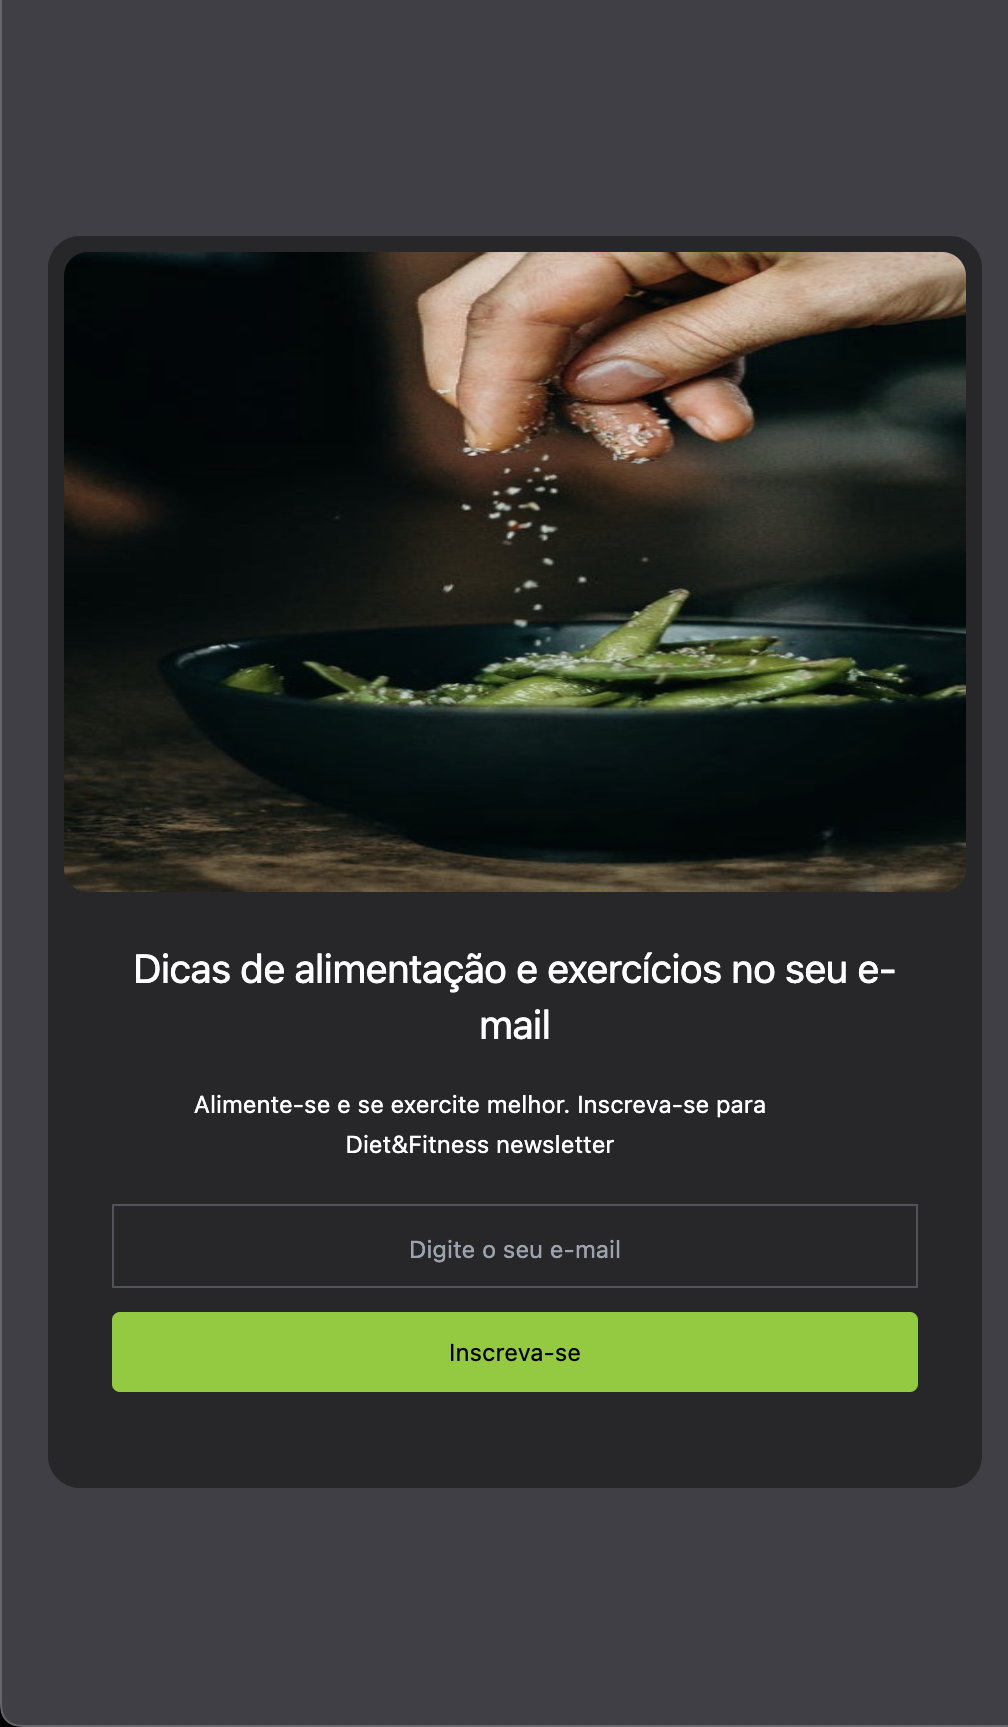 Dicas de alimentação e exercícios no seu e-
mail
Alimente-se e se exercite melhor. Inscreva-se para
Diet&Fitness newsletter
Digite o seu e-mail
Inscreva-se